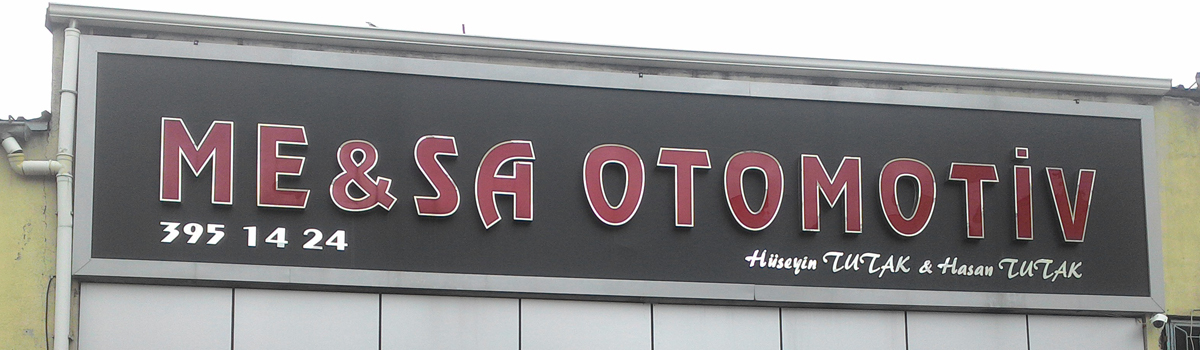 ME&SA OTOMOTİV
395 14 24
Hüseyin TUTAK & Hasan TUTAK